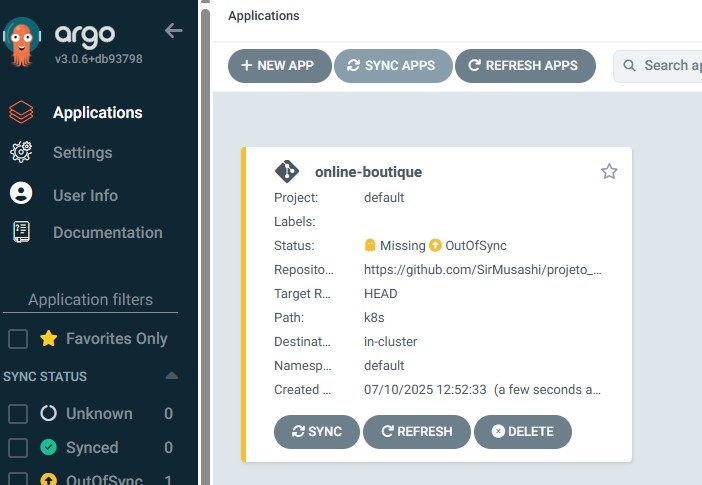 argo
v3.0.6+db93798
Applications
Settings
User Info
Documentation
Application filters
Favorites Only
SYNC STATUS
Unknown 0
Synced 0
OutOfSync 1
Applications
+ NEW APP SYNC APPS REFRESH APPS Search ap
online-boutique
Project: default
Labels:
Status: Missing OutOfSync
Reposito... https://github.com/SirMusashi/projeto_...
Target R... HEAD
Path: k8s
Destinat... in-cluster
Namesp... default
Created ... 07/10/2025 12:52:33 (a few seconds a...
SYNC REFRESH DELETE